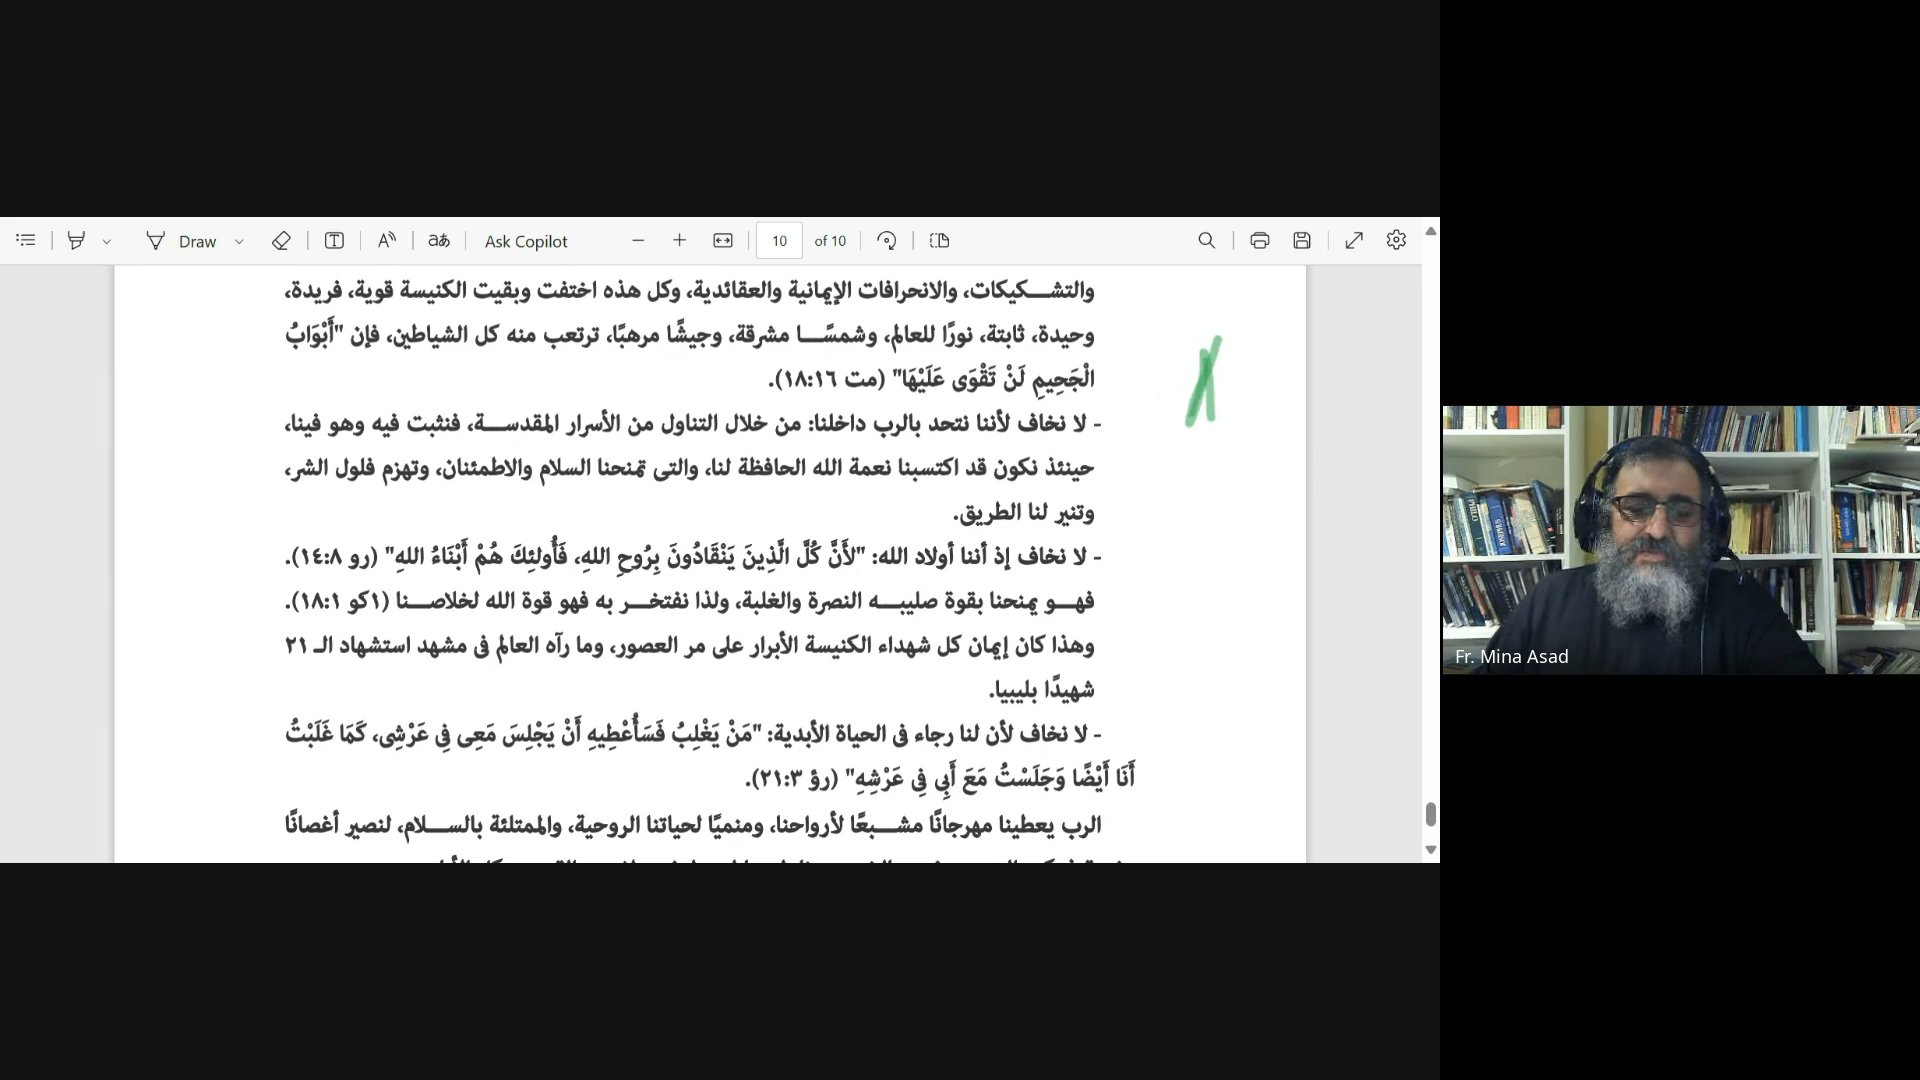 Draw
Ask Copilot
10 of 10
والتشـــكيكات، والانحرافات الإيمانية والعقائدية، وكل هذه اختفت وبقيت الكنيسة قوية، فريدة،
وحيدة، ثابتة، نورًا للعالم، وشمسًـــا مشرقة، وجيشًا مرهبًا، ترتعب منه كل الشياطين، فإن "أَبْوَابُ
الْجَحِيمِ لَنْ تَقْوَى عَلَيْهَا" (مت ١٨:١٦).
- لا نخاف لأننا نتحد بالرب داخلنا: من خلال التناول من الأسرار المقدســـة، فنثبت فيه وهو فينا،
حينئذ نكون قد اكتسبنا نعمة الله الحافظة لنا، والتى تمنحنا السلام والاطمئنان، وتهزم فلول الشر،
وتنير لنا الطريق.
- لا نخاف إذ أننا أولاد الله: "لأَنَّ كُلَّ الَّذِينَ يَنْقَادُونَ بِرُوحِ اللهِ، فَأُولئِكَ هُمْ أَبْنَاءُ اللهِ" (رو ١٤:٨).
فهـــو يمنحنا بقوة صليبـــه النصرة والغلبة، ولذا نفتخـــر به فهو قوة الله لخلاصـــنا (١كو ١٨:١).
وهذا كان إيمان كل شهداء الكنيسة الأبرار على مر العصور، وما رآه العالم فى مشهد استشهاد الـ ٢١
شهيدًا بليبيا.
- لا نخاف لأن لنا رجاء فى الحياة الأبدية: "مَنْ يَغْلِبُ فَسَأُعْطِيهِ أَنْ يَجْلِسَ مَعِى فِى عَرْشِى، كَمَا غَلَبْتُ
أَنَا أَيْضًا وَجَلَسْتُ مَعَ أَبِى فِى عَرْشِهِ" (رؤ ٢١:٣).
الرب يعطينا مهرجانًا مشـــبعًا لأرواحنا، ومنميًا لحياتنا الروحية، والممتلئة بالســـلام، لنصير أغصانًا
Fr. Mina Asad